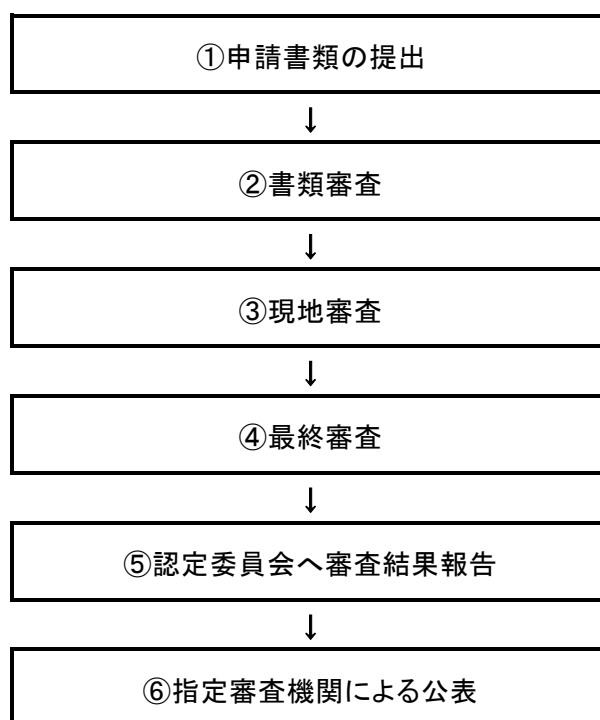 ①申請書類の提出
↓
②書類審査
↓
③現地審査
↓
④最終審査
↓
⑤認定委員会へ審査結果報告
↓
⑥指定審査機関による公表